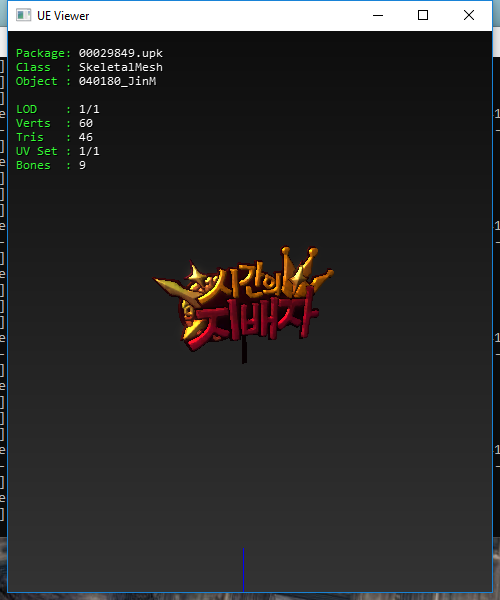 UE Viewer
Package: 00029849.upk
Class : SkeletalMesh
Object : 040180_JinM
LOD : 1/1
Verts : 60
Tris : 46
UV Set : 1/1
Bones : 9
시간의
지배자